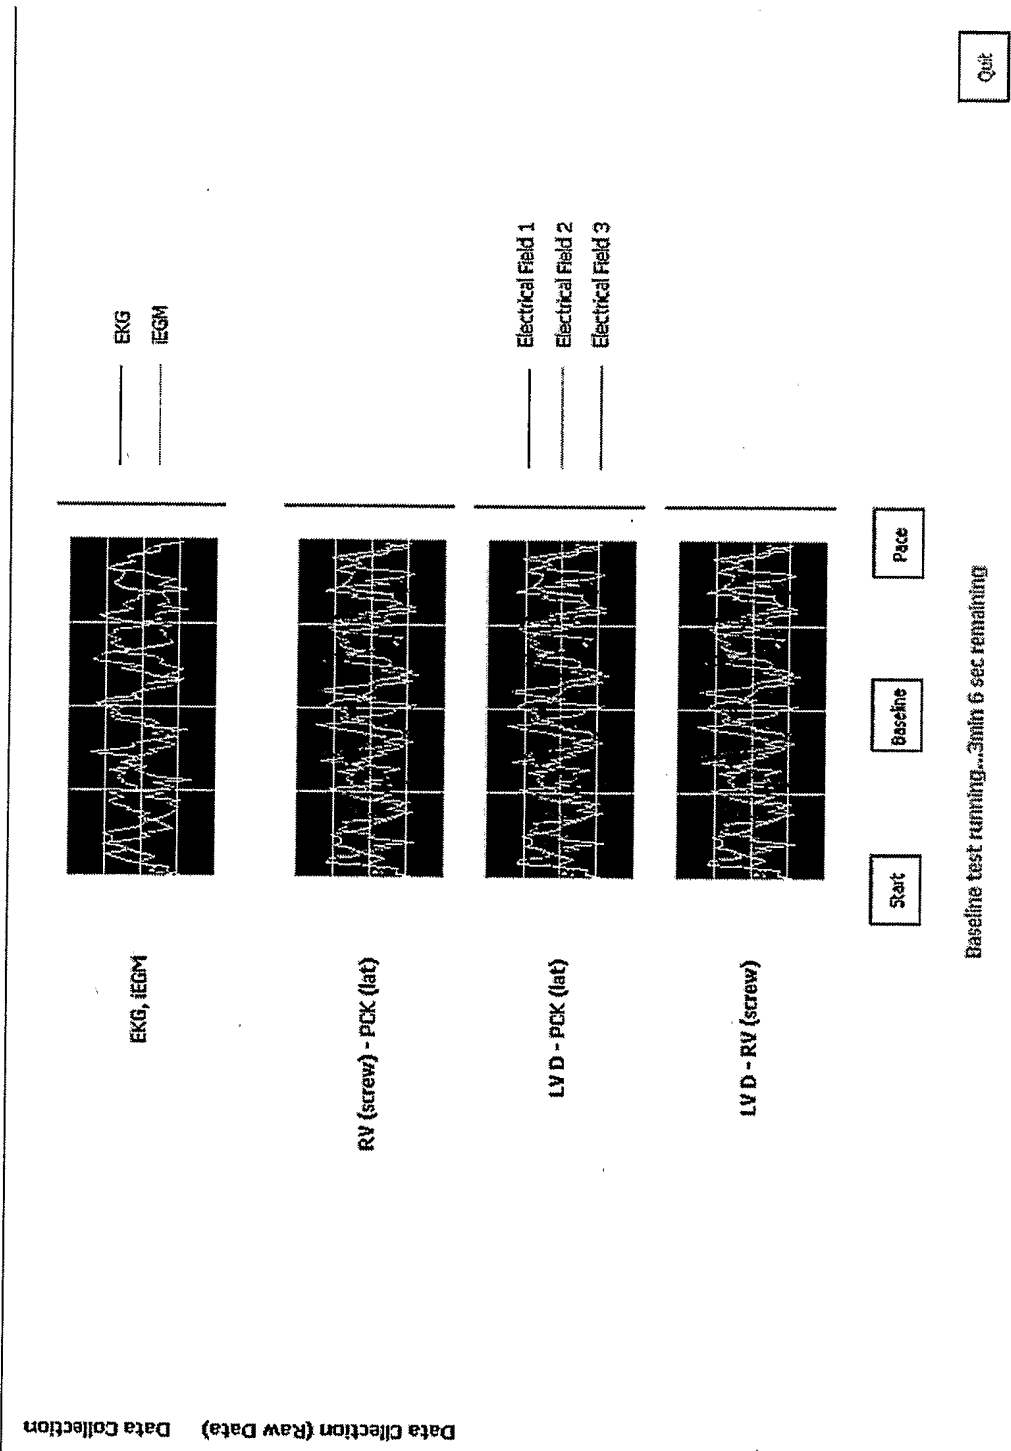 Data Collection
Data Cllection (Raw Data)
EKG, iEGM
EKG
iEGM
RV (screw) - PCK (lat)
LV D - PCK (lat)
Electrical Field 1
Electrical Field 2
Electrical Field 3
LV D - RV (screw)
Start
Baseline
Pace
Baseline test running...3min 6 sec remaining
Quit